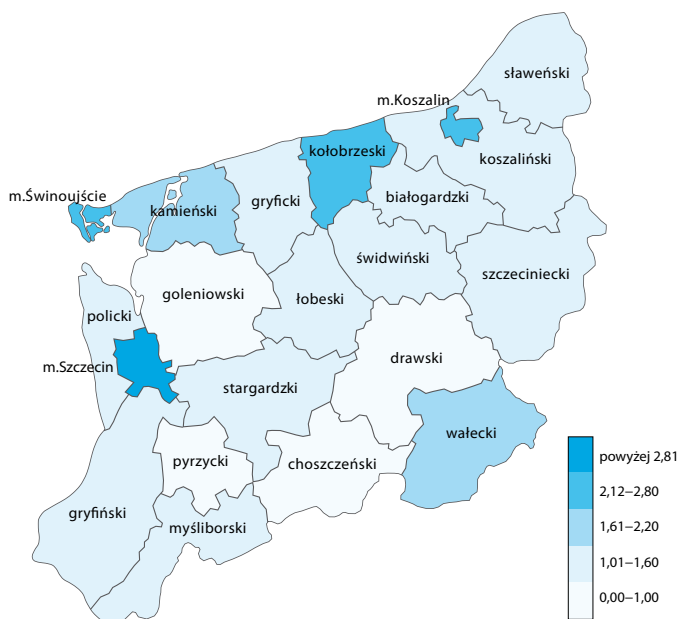 sławeński
m.Koszalin
kołobrzeski
koszaliński
m.Świnoujście
kamieński
gryficki
białogardzki
świdwiński
szczeciniecki
goleniowski
łobeski
policki
drawski
m.Szczecin
stargardzki
wałecki
pyrzycki
choszczeński
gryfiński
myśliborski
powyżej 2,81
2,12–2,80
1,61–2,20
1,01–1,60
0,00–1,00